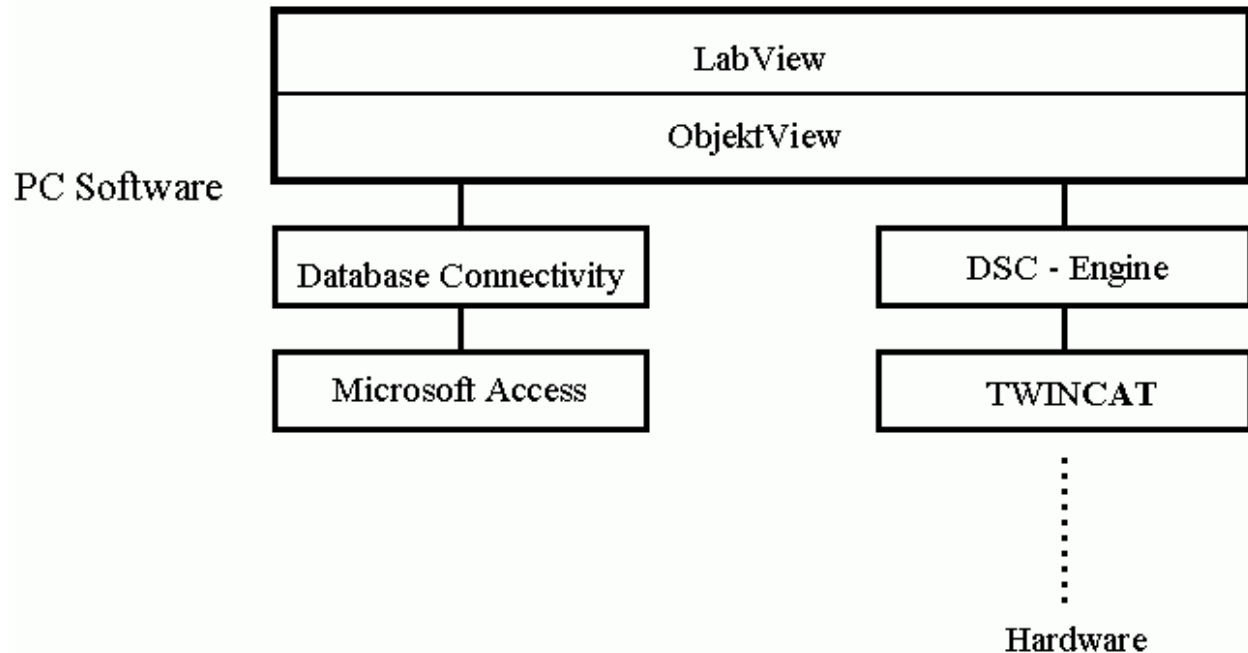 LabView
ObjektView
PC Software
Database Connectivity
DSC - Engine
Microsoft Access
TWINCAT
Hardware